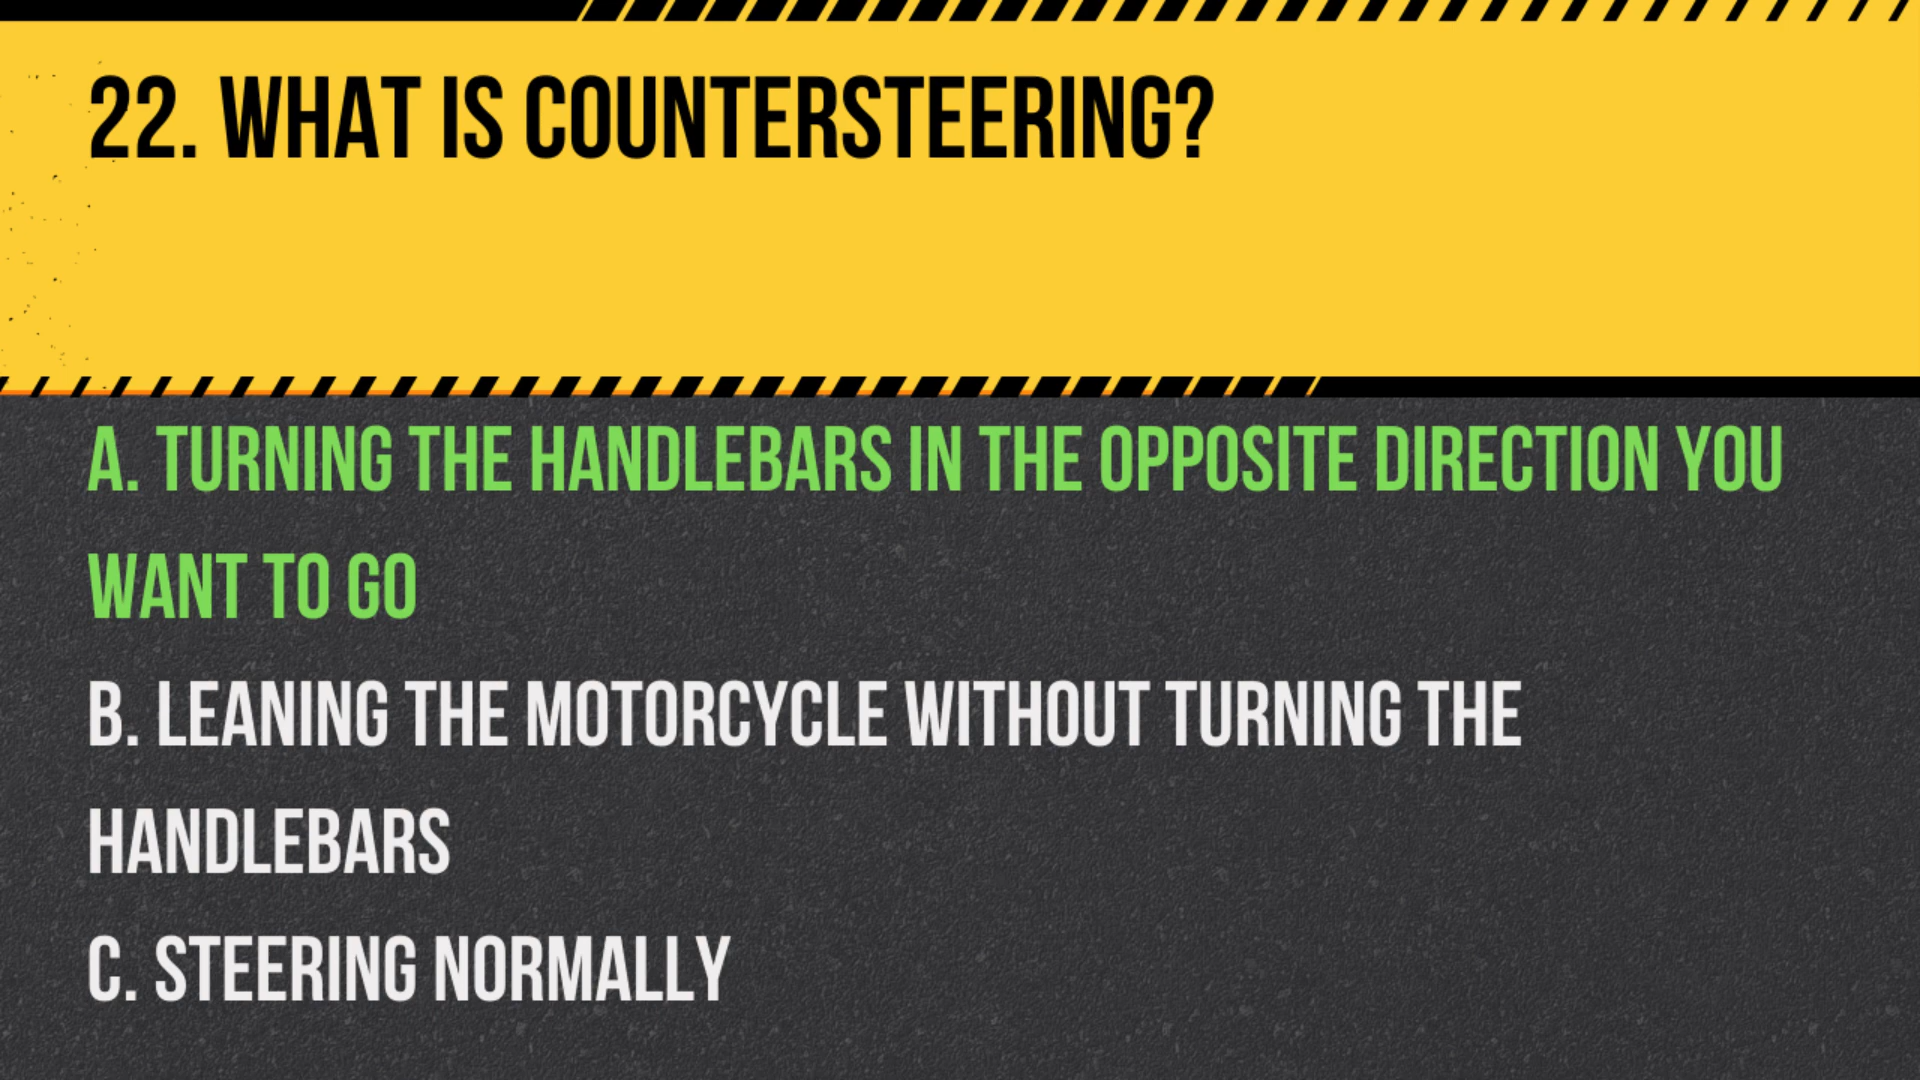 22. WHAT IS COUNTERSTEERING?
A. TURNING THE HANDLEBARS IN THE OPPOSITE DIRECTION YOU
WANT TO GO
B. LEANING THE MOTORCYCLE WITHOUT TURNING THE
HANDLEBARS
C. STEERING NORMALLY